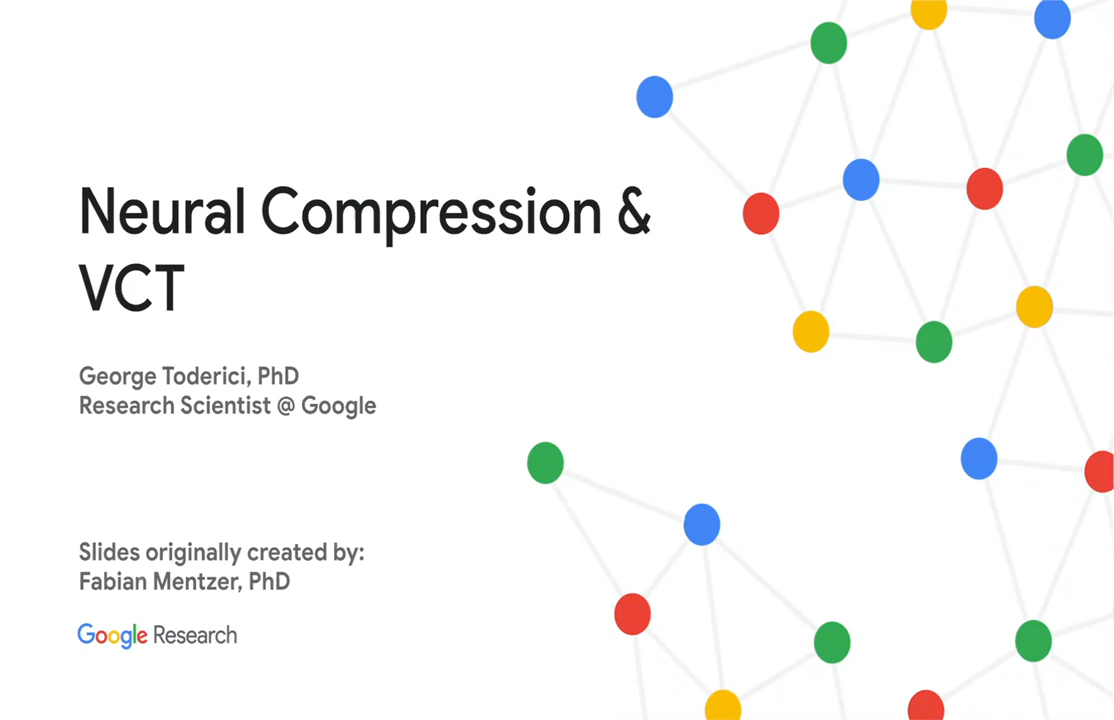 Neural Compression &
VCT
George Toderici, PhD
Research Scientist @ Google
Slides originally created by:
Fabian Mentzer, PhD
Google Research